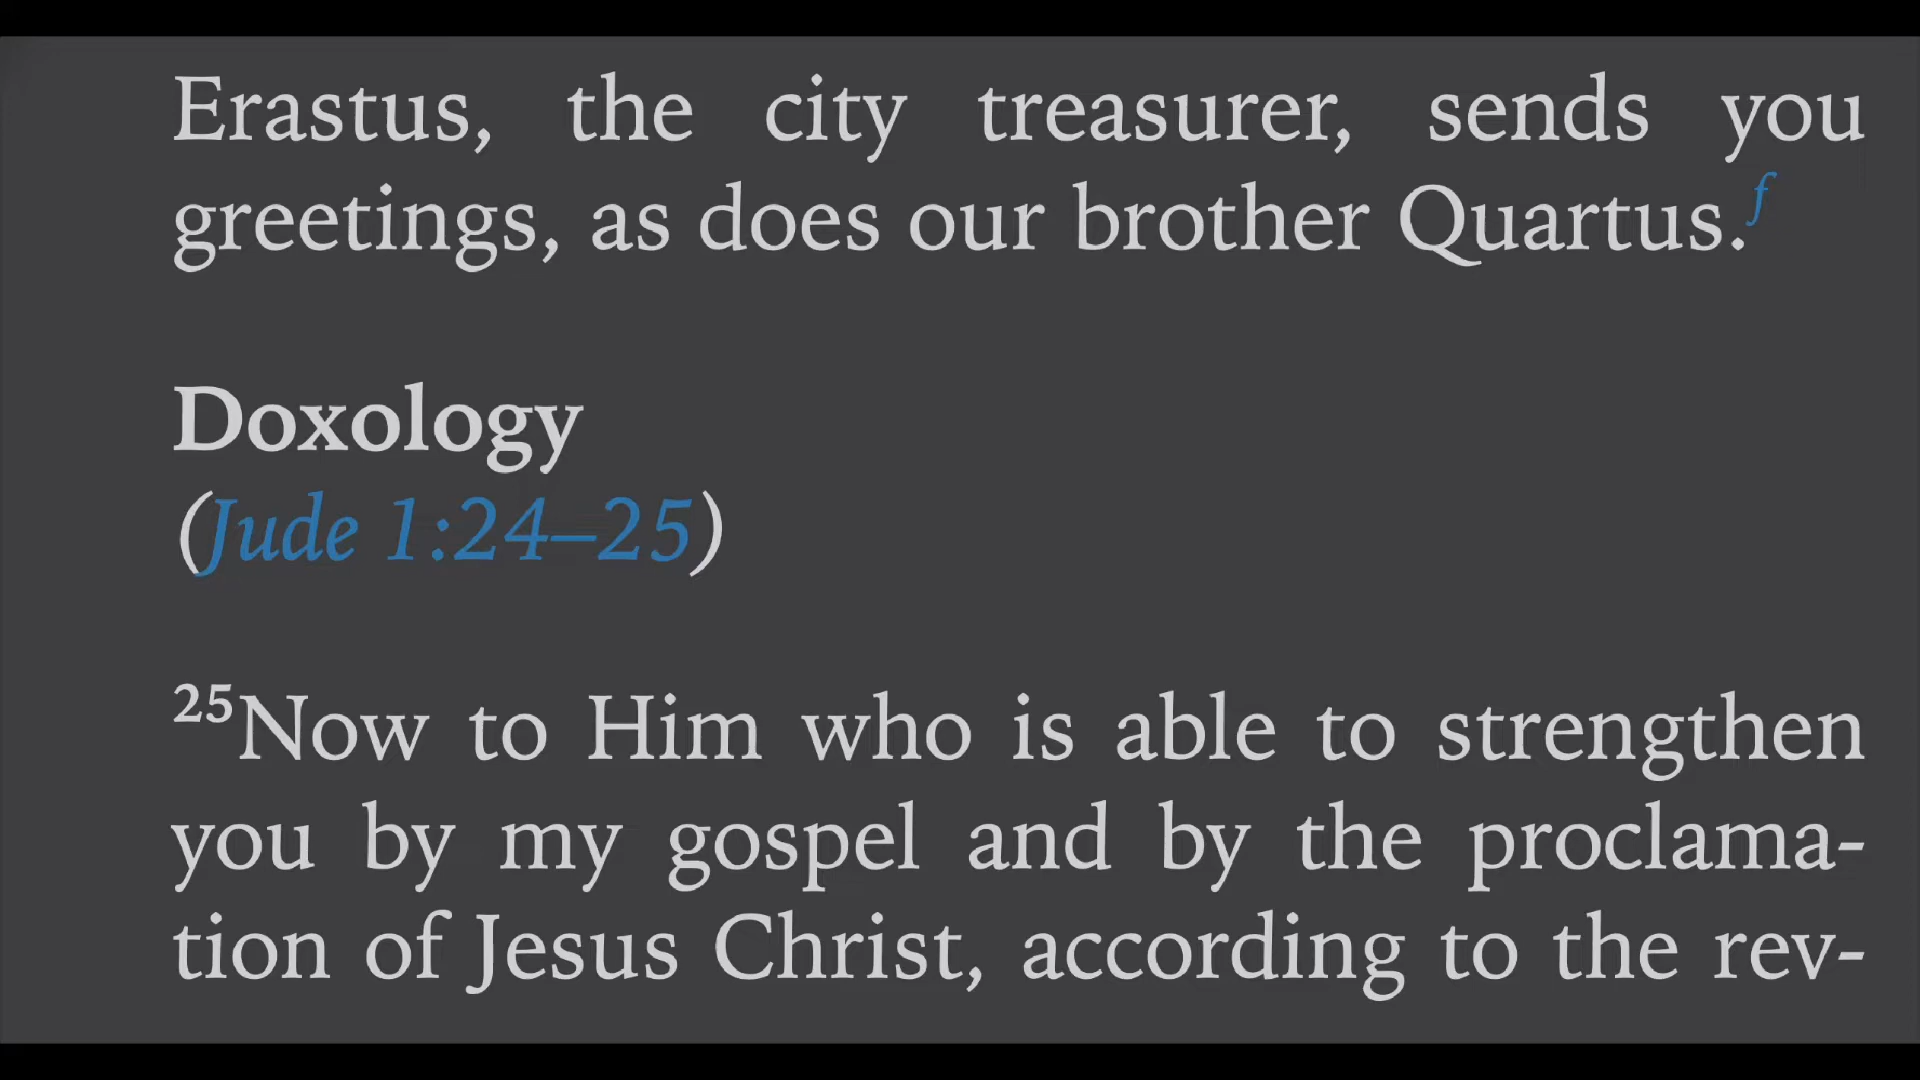 Erastus, the city treasurer, sends you
greetings, as does our brother Quartus.f
Doxology
(Jude 1:24–25)
25Now to Him who is able to strengthen
you by my gospel and by the proclama-
tion of Jesus Christ, according to the rev-